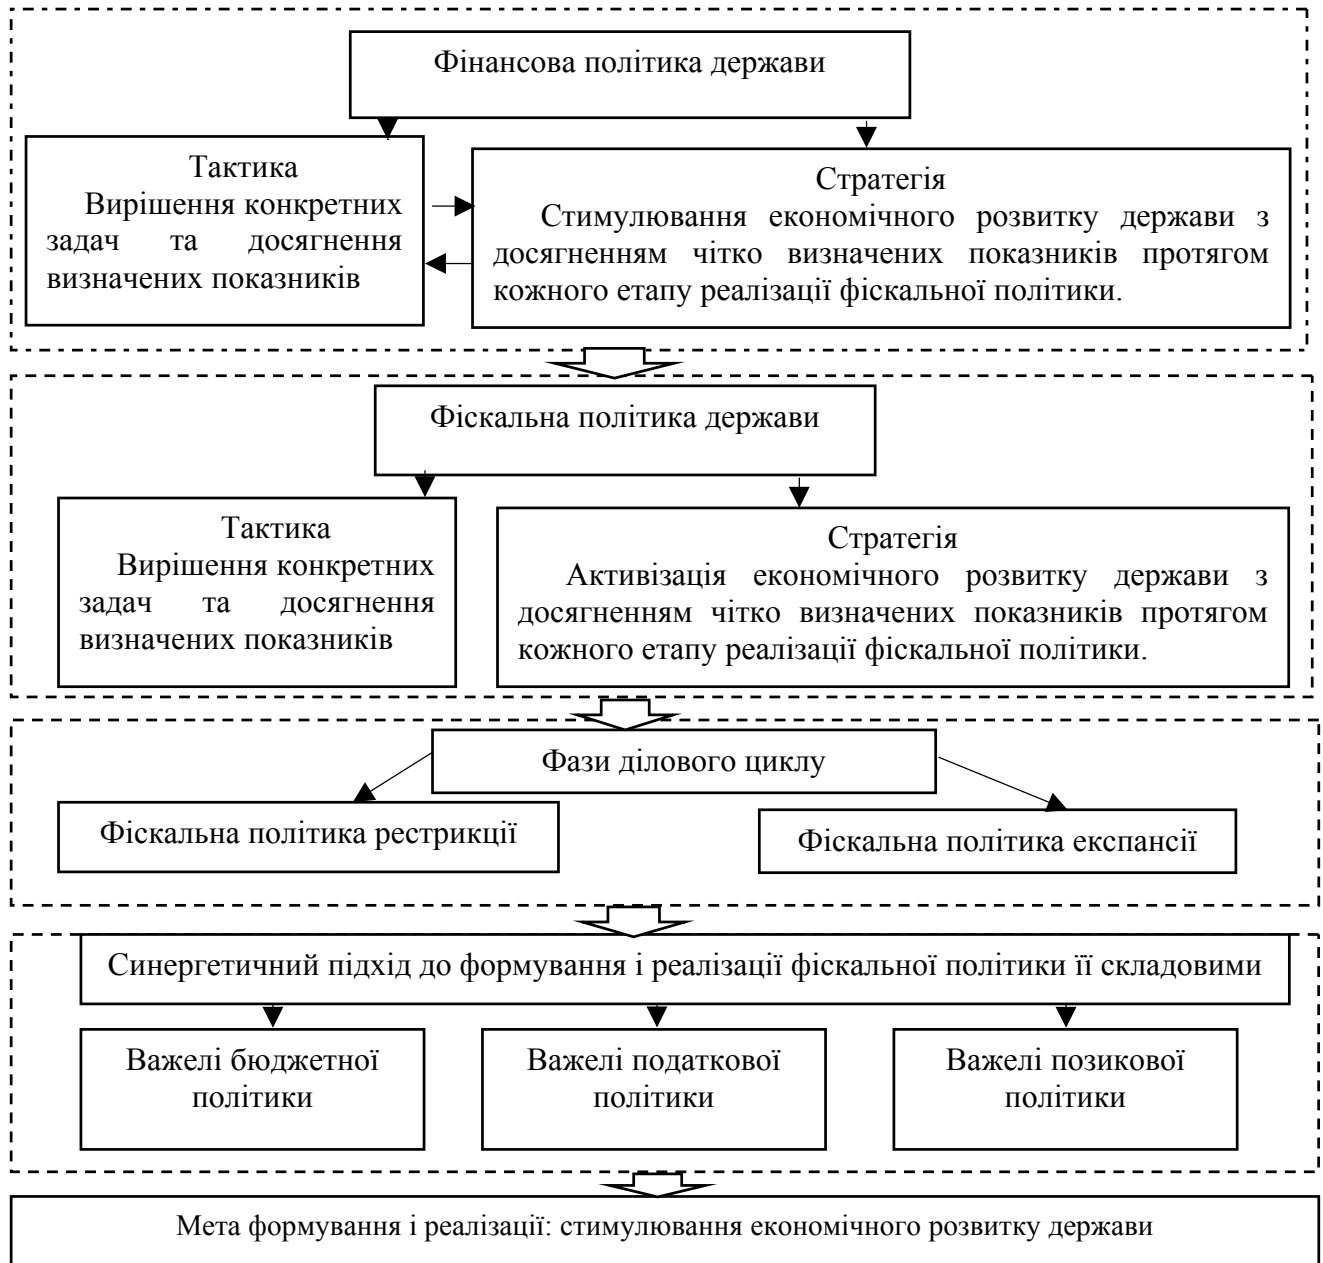 Фінансова політика держави
Тактика
Вирішення конкретних
задач та досягнення
визначених показників
Стратегія
Стимулювання економічного розвитку держави з
досягненням чітко визначених показників протягом
кожного етапу реалізації фіскальної політики.
Фіскальна політика держави
Тактика
Вирішення конкретних
задач та досягнення
визначених показників
Стратегія
Активізація економічного розвитку держави з
досягненням чітко визначених показників протягом
кожного етапу реалізації фіскальної політики.
Фази ділового циклу
Фіскальна політика рестрикції
Фіскальна політика експансії
Синергетичний підхід до формування і реалізації фіскальної політики її складовими
Важелі бюджетної
політики
Важелі податкової
політики
Важелі позикової
політики
Мета формування і реалізації: стимулювання економічного розвитку держави